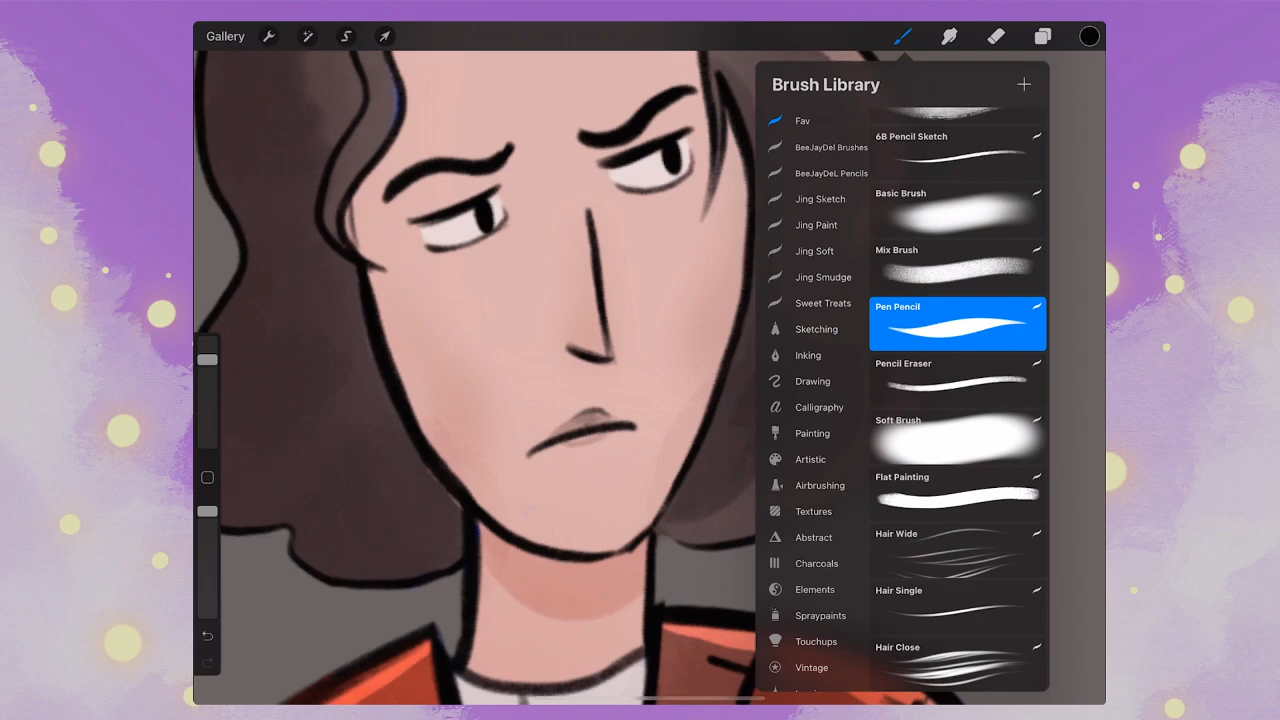 Gallery
Brush Library
Fav
BeeJayDel Brushes
BeeJayDeL Pencils
Jing Sketch
Jing Paint
Jing Soft
Jing Smudge
Sweet Treats
Sketching
Inking
Drawing
Calligraphy
Painting
Artistic
Airbrushing
Textures
Abstract
Charcoals
Elements
Spraypaints
Touchups
Vintage
6B Pencil Sketch
Basic Brush
Mix Brush
Pen Pencil
Pencil Eraser
Soft Brush
Flat Painting
Hair Wide
Hair Single
Hair Close